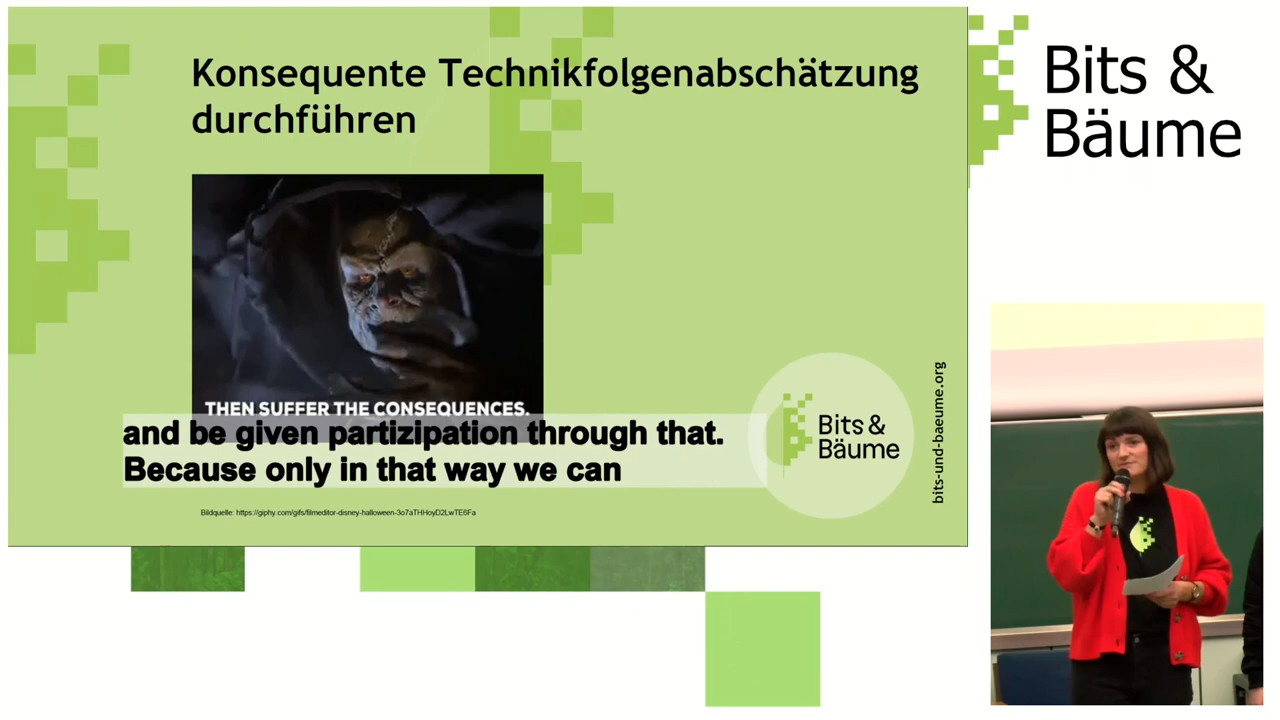 Konsequente Technikfolgenabschätzung
durchführen
THEN SUFFER THE CONSEQUENCES.
and be given partizipation through that.
Because only in that way we can
Bildquelle: https://giphy.com/gifs/filmeditor-disney-halloween-3o7aTHHoyD2LwTE6Fa
Bits &
Bäume
bits-und-baeume.org
Bits &
Bäume